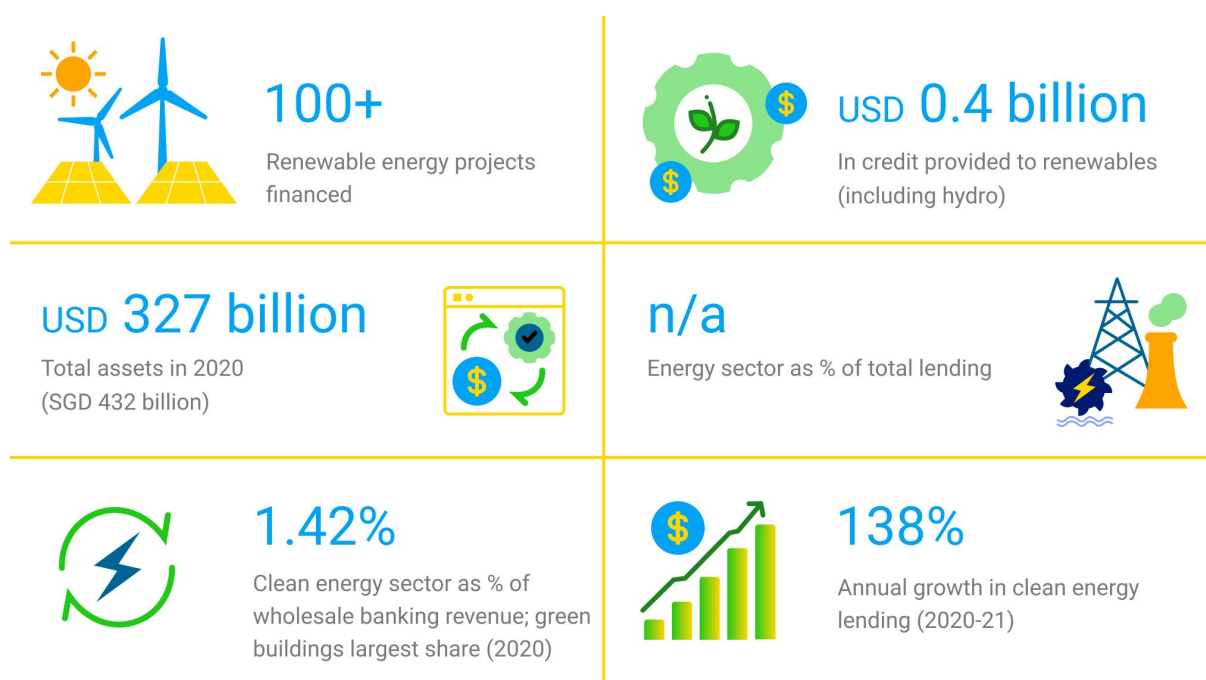 100+
Renewable energy projects
financed
$
$
USD 0.4 billion
In credit provided to renewables
(including hydro)
USD 327 billion
Total assets in 2020
(SGD 432 billion)
$
n/a
Energy sector as % of total lending
1.42%
Clean energy sector as % of
wholesale banking revenue; green
buildings largest share (2020)
$
138%
Annual growth in clean energy
lending (2020-21)